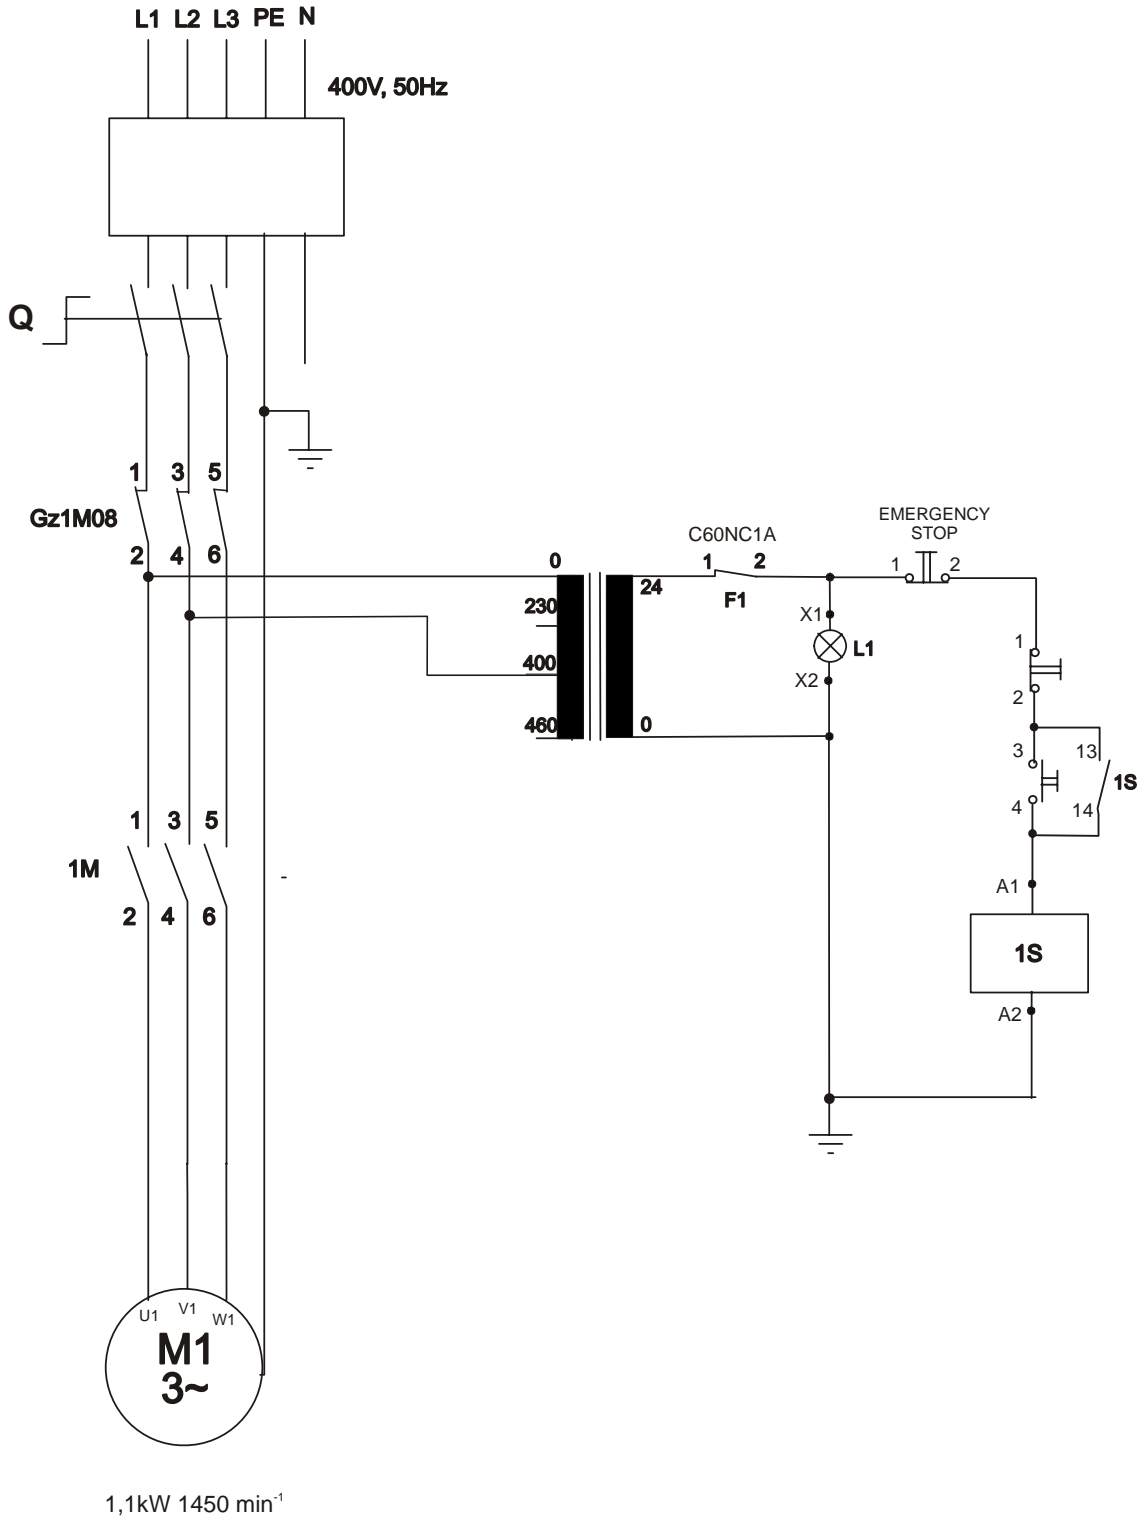 L1 L2 L3 PE N
400V, 50Hz
Q
1 3 5
Gz1M08
2 4 6
EMERGENCY
STOP
C60NC1A
0
1 2
1 2
24
F1
230
X1
L1
1
400
X2
2
460
0
3
13
1S
4
14
1 3 5
1M
2 4 6
A1
1S
A2
U1 V1 W1
M1
3~
1,1kW 1450 min⁻¹